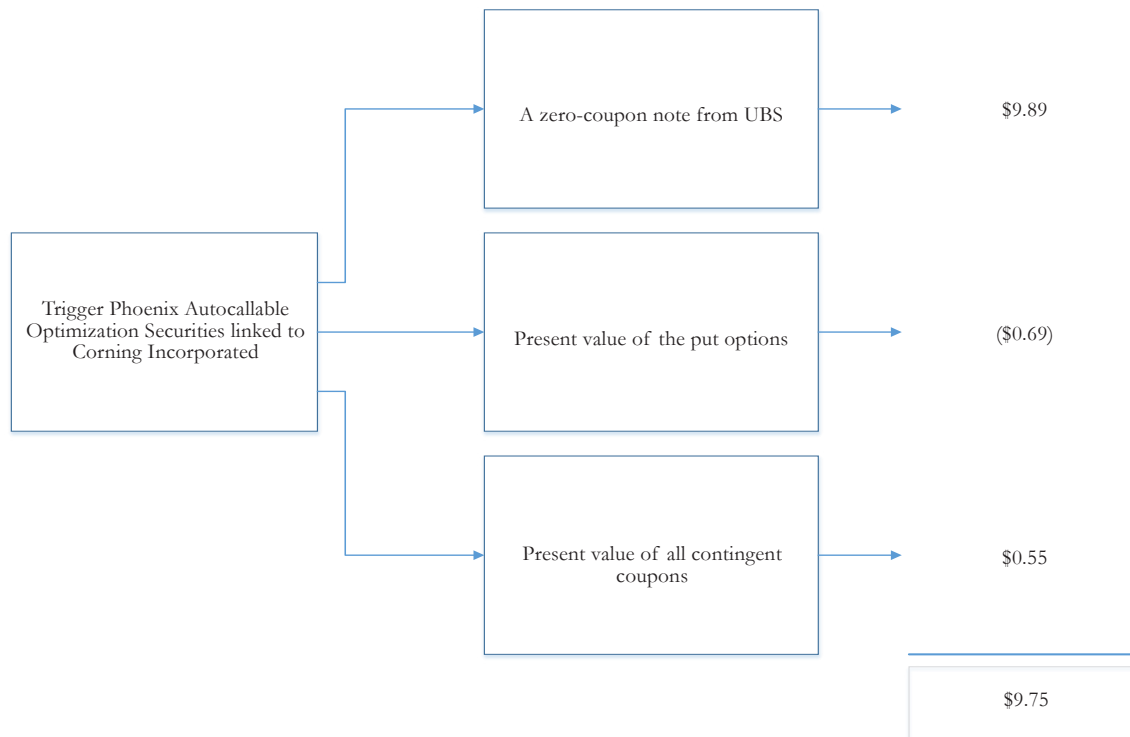 A zero-coupon note from UBS
$9.89
Trigger Phoenix Autocallable
Optimization Securities linked to
Corning Incorporated
Present value of the put options
($0.69)
Present value of all contingent
coupons
$0.55
$9.75